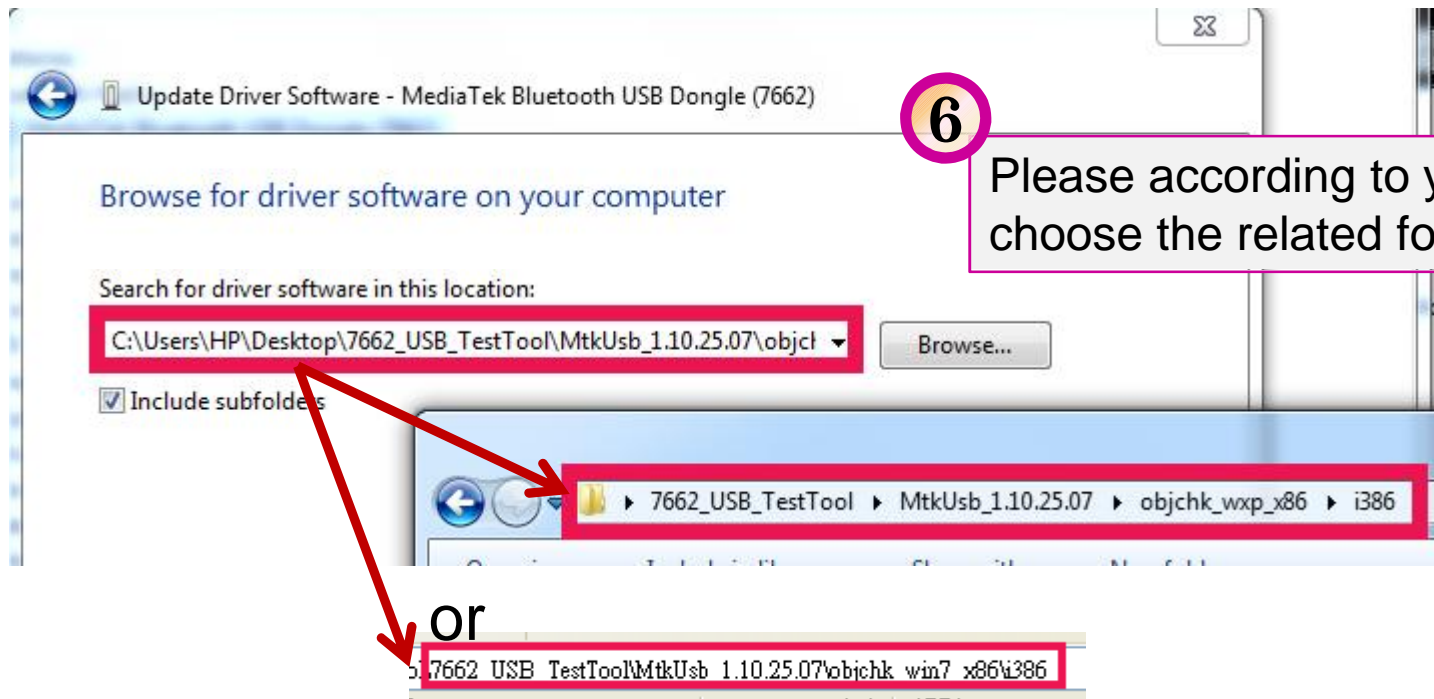 Update Driver Software - MediaTek Bluetooth USB Dongle (7662)
6
Please according to
choose the related
Browse for driver software on your computer
Search for driver software in this location:
C:\Users\HP\Desktop\7662_USB_TestTool\MtkUsb_1.10.25.07\objcl
Browse...
Include subfolders
7662_USB_TestTool ▸ MtkUsb_1.10.25.07 ▸ objchk_wxp_x86 ▸ i386
or
7662_USB_TestTool\MtkUsb_1.10.25.07\objchk_win7_x86\i386